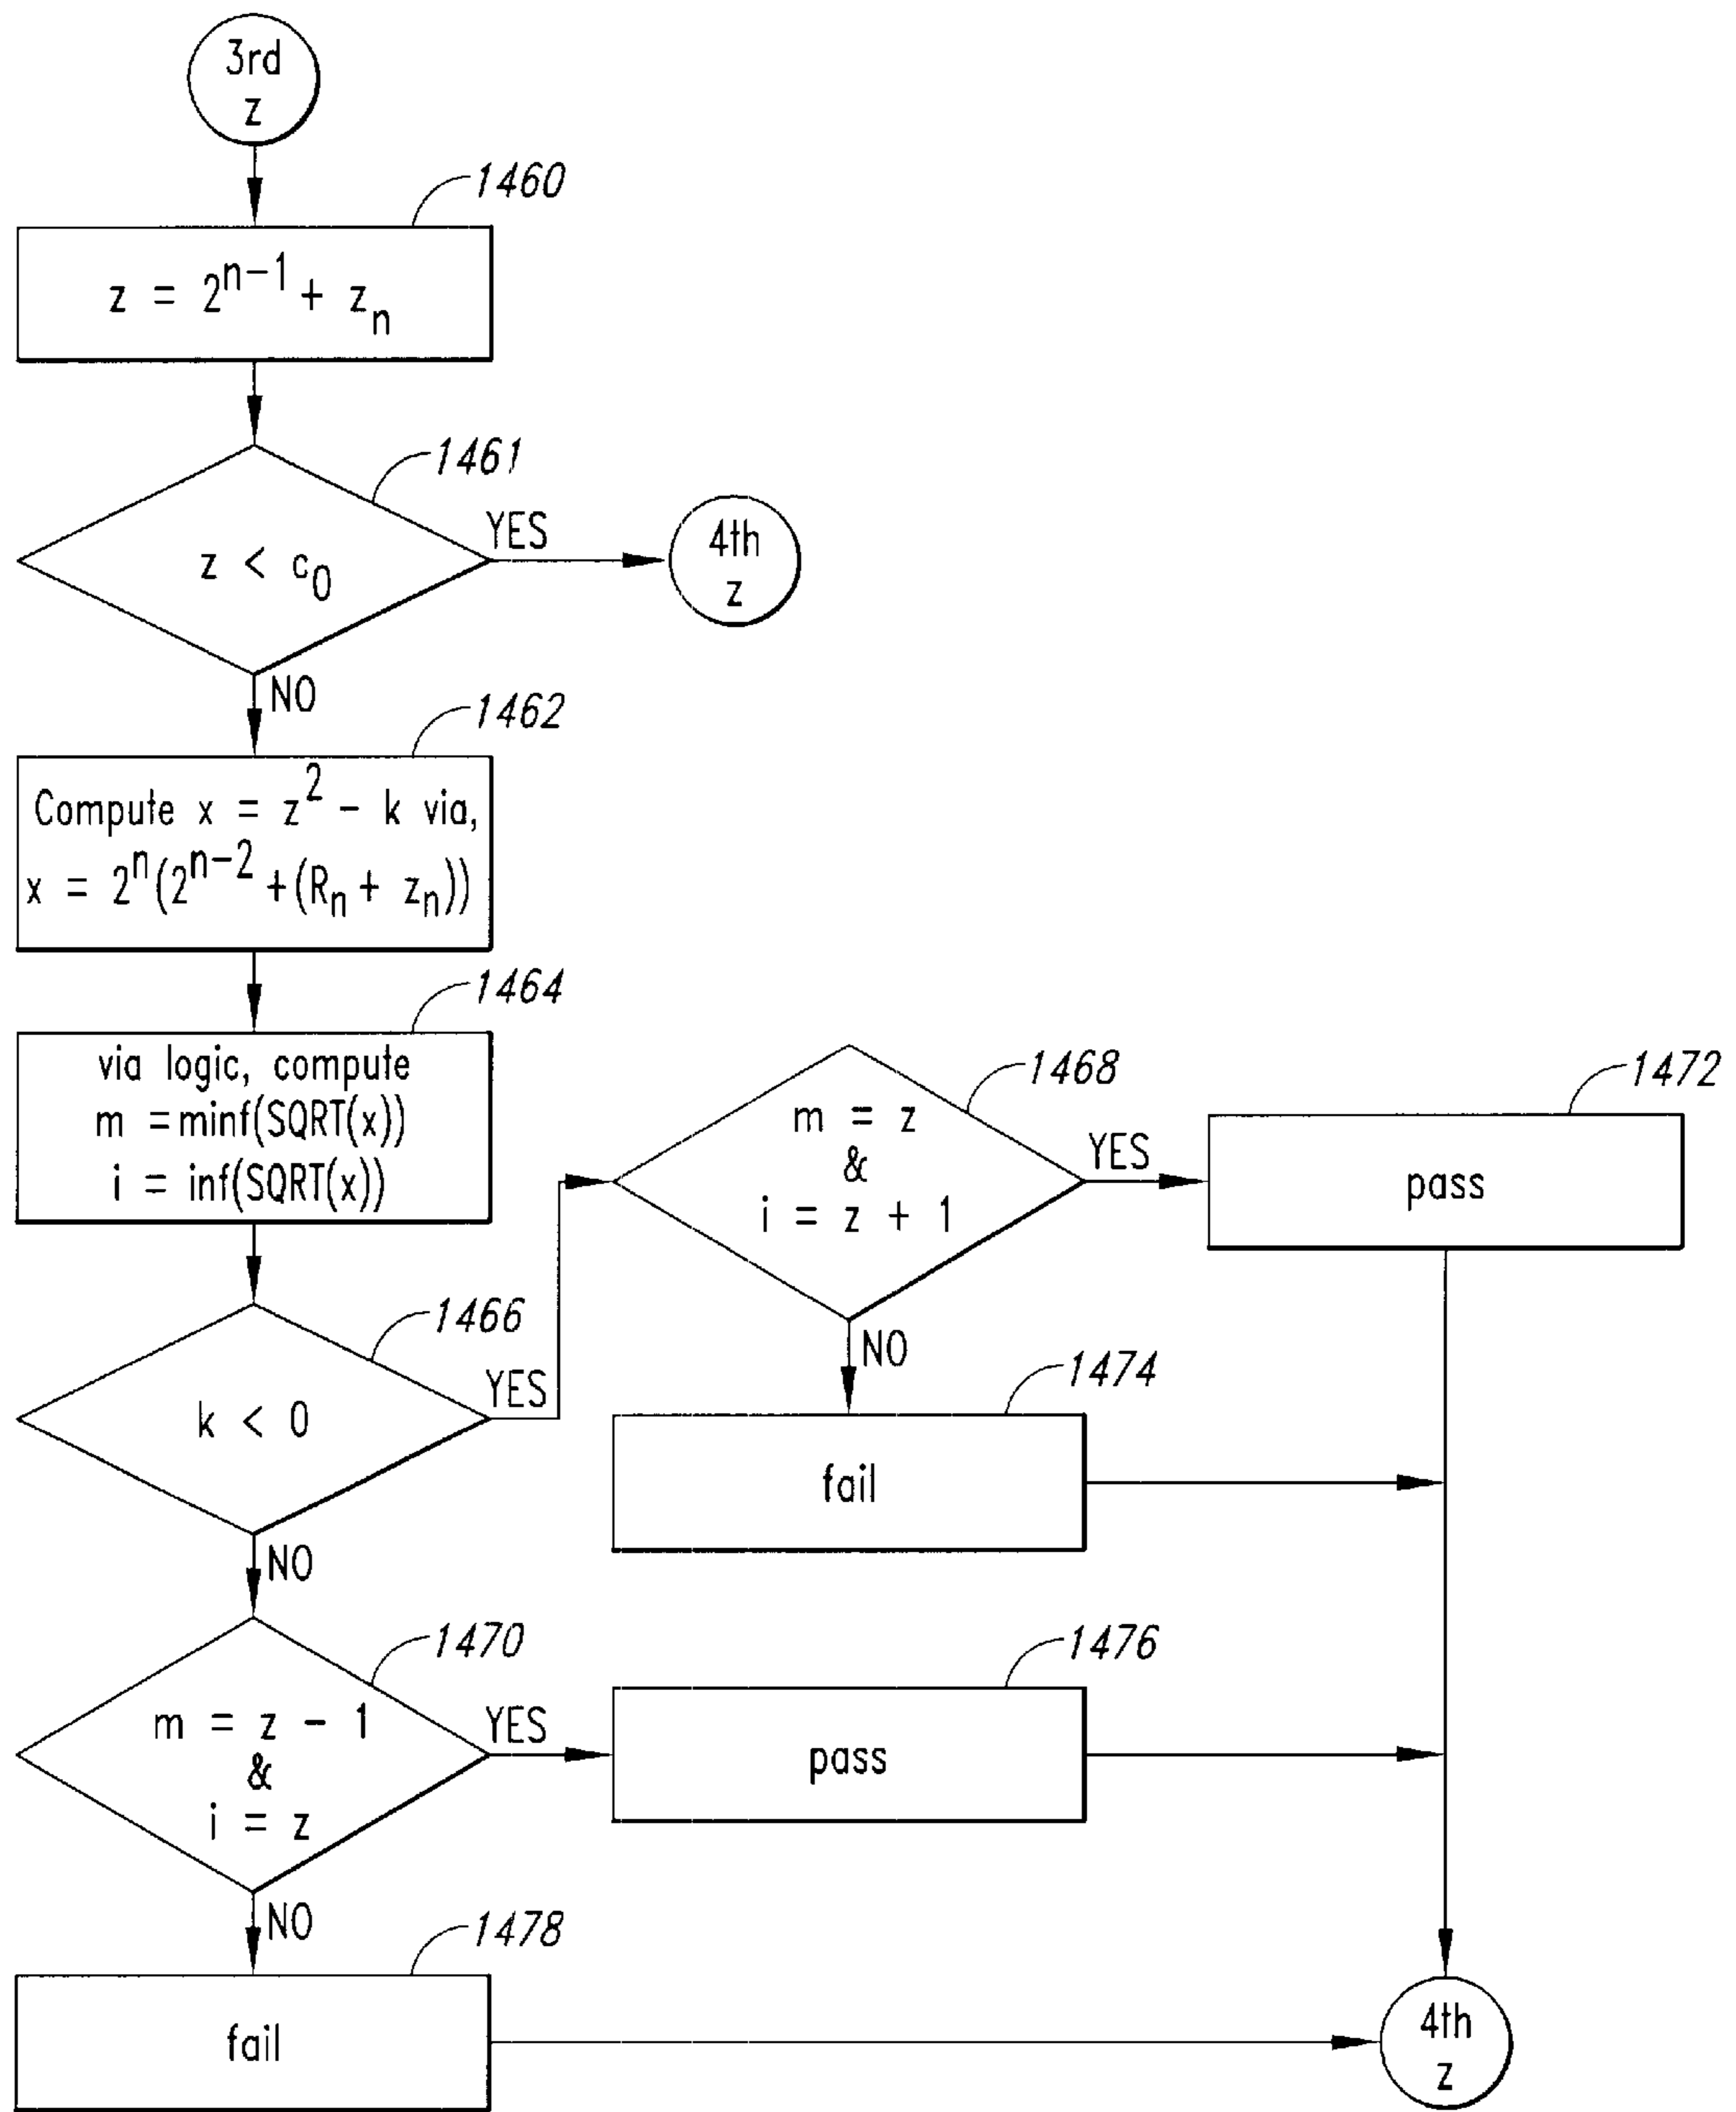 3rd
z
1460
z = 2^{n-1} + z_n
1461
z < c_0
YES
4th
z
NO
1462
Compute x = z^2 - k via,
x = 2^n(2^{n-2} + (R_n + z_n))
1464
via logic, compute
m =minf(SQRT(x))
i = inf(SQRT(x))
1466
k < 0
YES
1468
m = z
&
i = z + 1
YES
1472
pass
NO
1474
fail
NO
1470
m = z - 1
&
i = z
YES
1476
pass
NO
1478
fail
4th
z